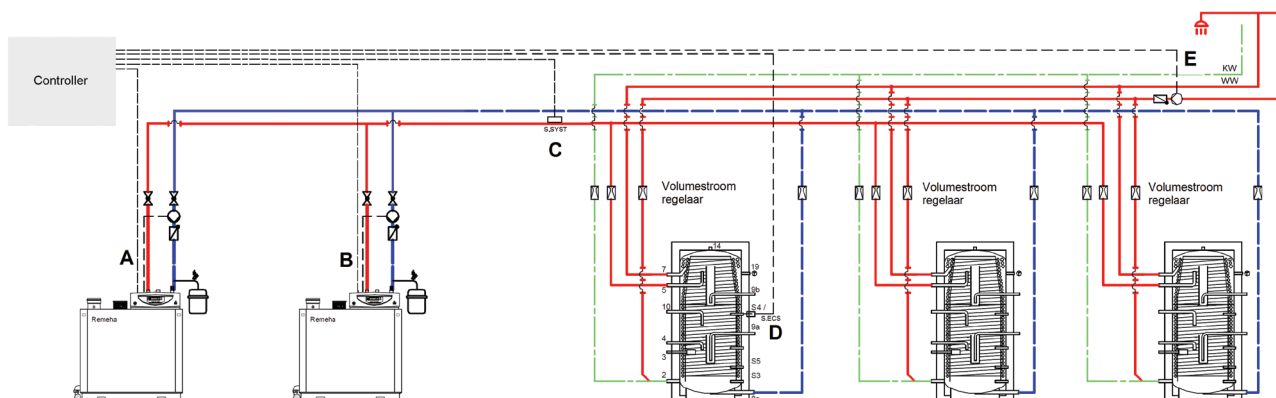 Controller
E
KW
WW
S.SYST
C
Volumestroom
regelaar
Volumestroom
regelaar
Volumestroom
regelaar
A
B
14
7
19
5
9b
10
S4 /
S.ECS
D
9a
4
3
S5
2
S3
Remeha
Remeha